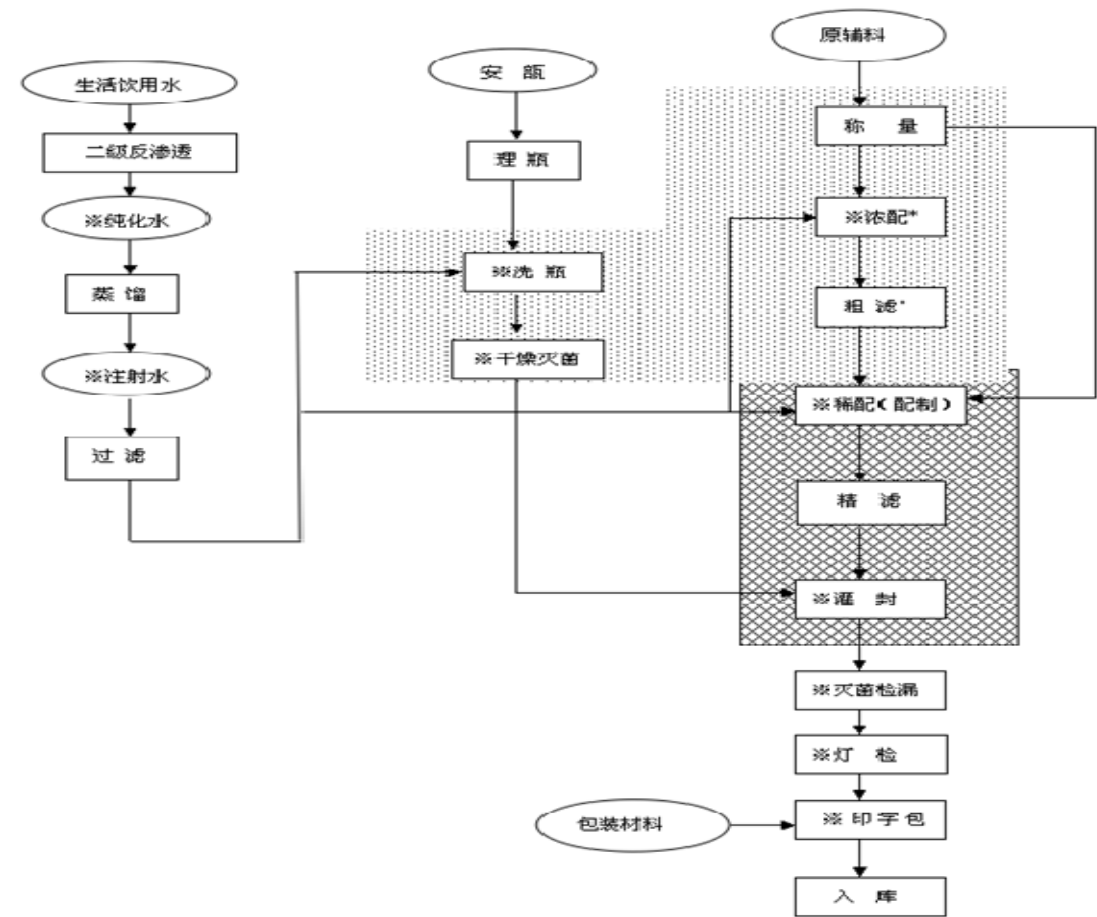 生活饮用水
二级反渗透
※纯化水
蒸 馏
※注射水
过 滤
安 瓿
理 瓶
※洗 瓶
※干燥灭菌
原辅料
称 量
※浓配*
粗 滤*
※稀配(配制)
精 滤
※灌 封
※灭菌检漏
※灯 检
包装材料
※印字包
入 库